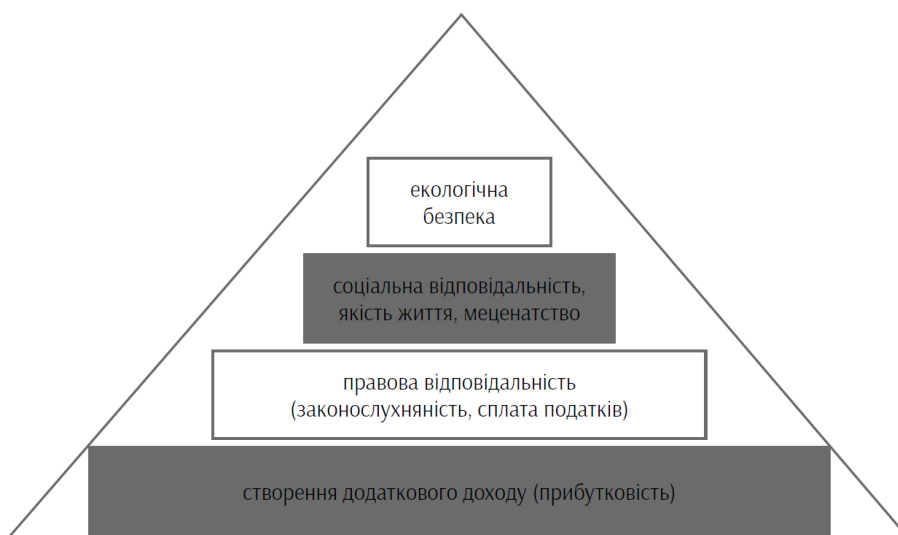 екологічна
безпека
соціальна відповідальність,
якість життя, меценатство
правова відповідальність
(законослухняність, сплата податків)
створення додаткового доходу (прибутковість)